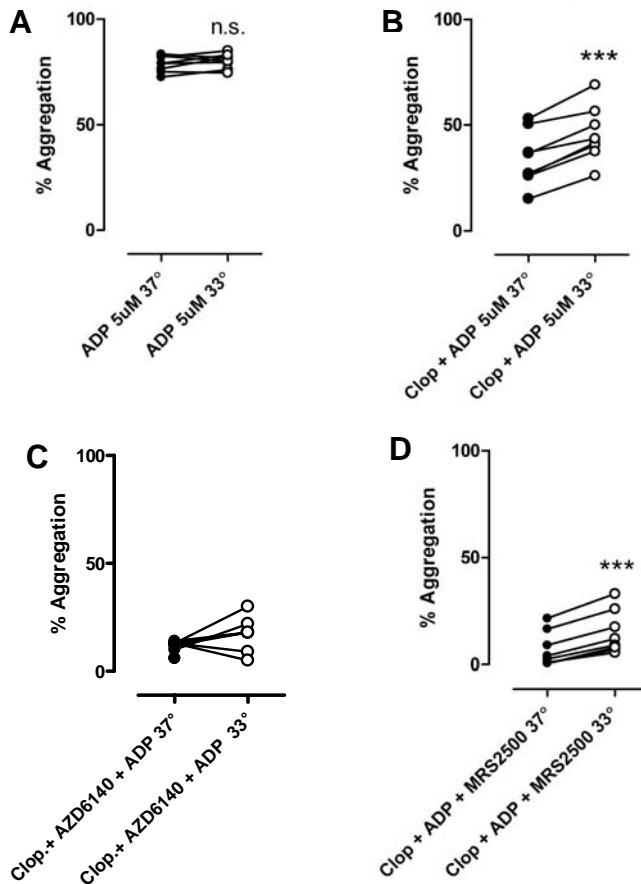 A
100
n.s.
% Aggregation
50
0
ADP 5uM 37°
ADP 5uM 33°
B
100
***
% Aggregation
50
0
Clop + ADP 5uM 37°
Clop + ADP 5uM 33°
C
100
% Aggregation
50
0
Clop.+ AZD6140 + ADP 37°
Clop.+ AZD6140 + ADP 33°
D
100
***
% Aggregation
50
0
Clop + ADP + MRS2500 37°
Clop + ADP + MRS2500 33°